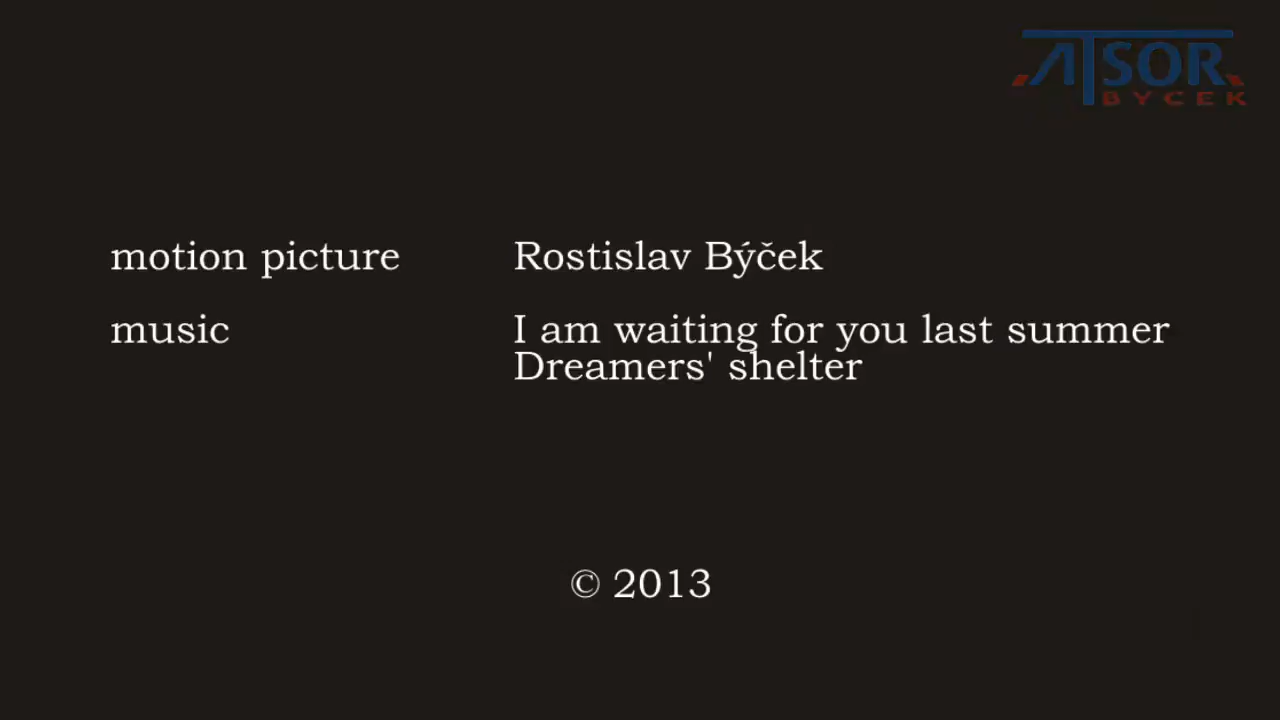 ATSOR
BYCEK
motion picture Rostislav Býček
music I am waiting for you last summer
Dreamers' shelter
© 2013